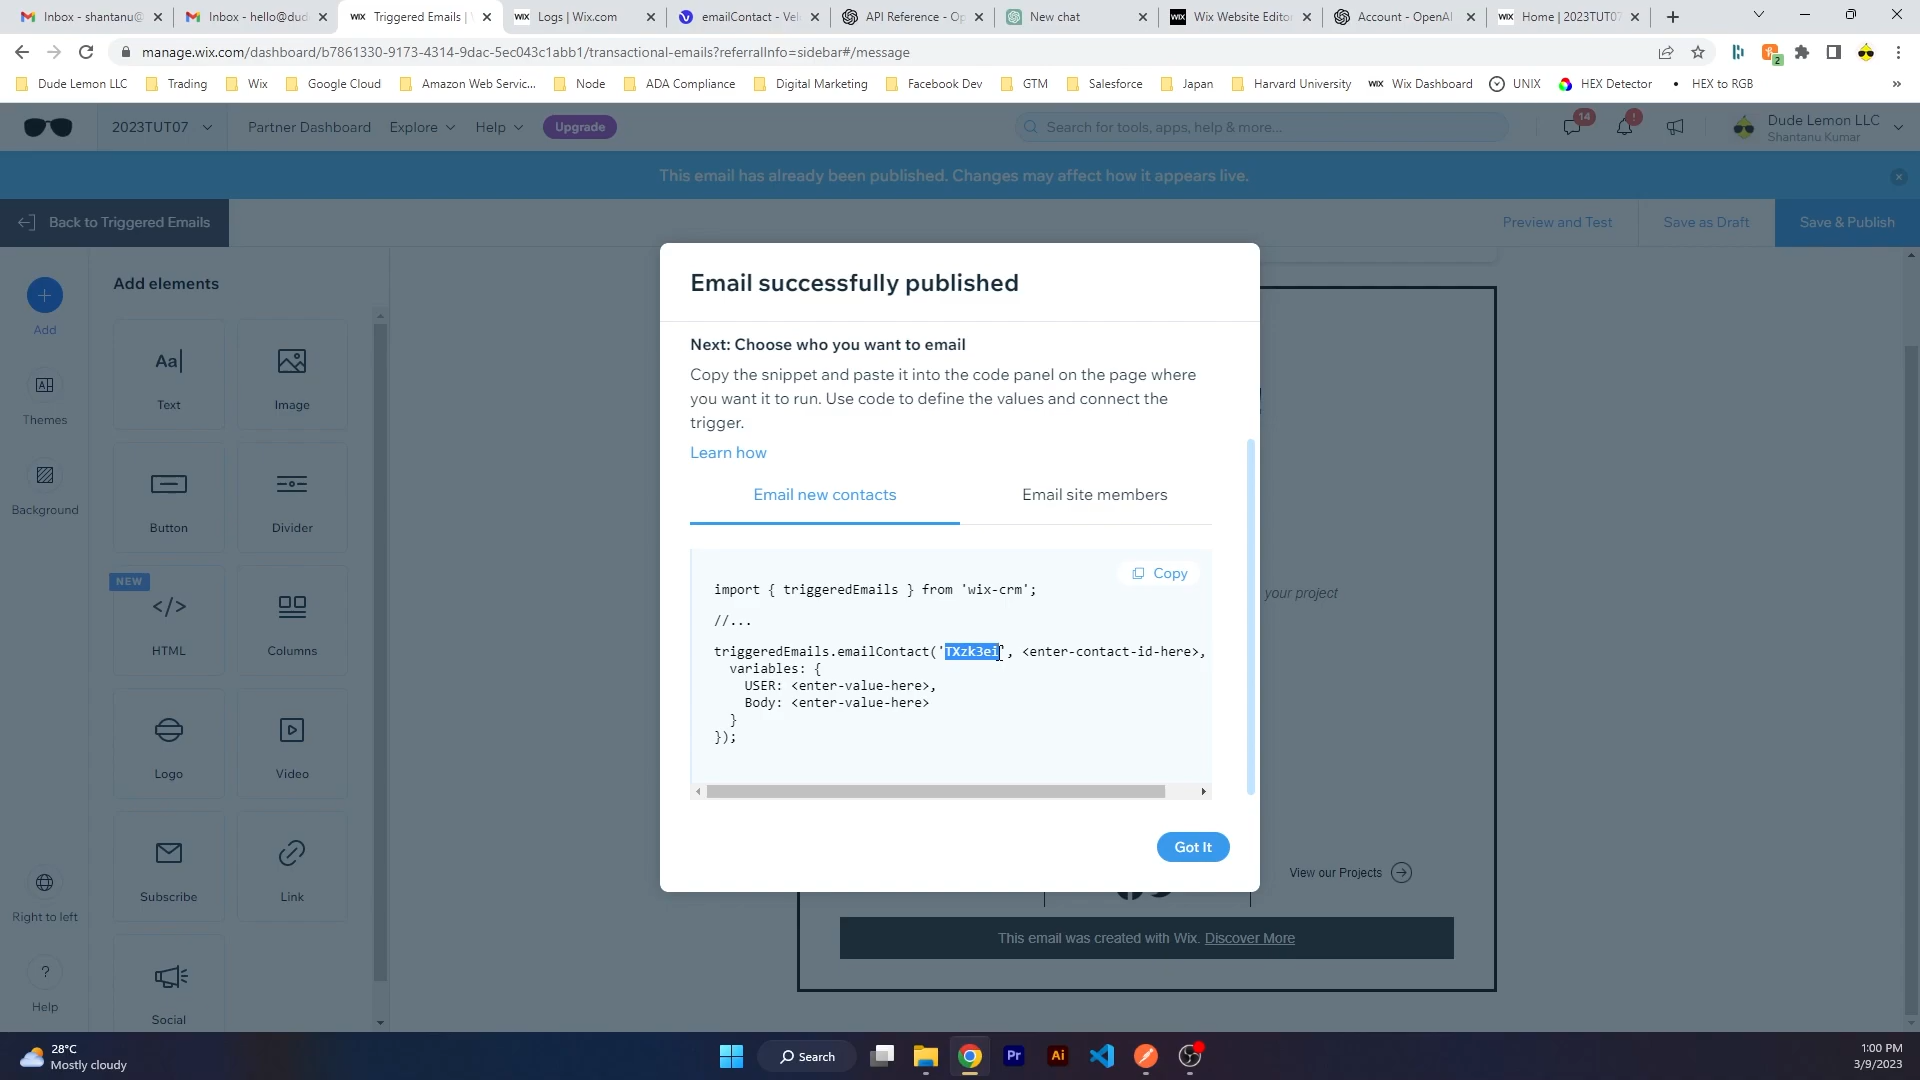 Inbox - shantanu@
Inbox - hello@dud
WIX Triggered Emails |
WIX Logs | Wix.com
emailContact - Vel
API Reference - Op
New chat
WIX Wix Website Editor
Account - OpenAI
WIX Home | 2023TUT07
manage.wix.com/dashboard/b7861330-9173-4314-9dac-5ec043c1abb1/transactional-emails?referralInfo=sidebar#/message
2
Dude Lemon LLC
Trading
Wix
Google Cloud
Amazon Web Servic...
Node
ADA Compliance
Digital Marketing
Facebook Dev
GTM
Salesforce
Japan
Harvard University
WIX Wix Dashboard
UNIX
HEX Detector
HEX to RGB
»
2023TUT07
Partner Dashboard
Explore
Help
Upgrade
Search for tools, apps, help & more...
14
!
Dude Lemon LLC
Shantanu Kumar
This email has already been published. Changes may affect how it appears live.
Back to Triggered Emails
Preview and Test
Save as Draft
Save & Publish
Add
Themes
Background
Right to left
?
Help
Add elements
Aa
Text
Image
Button
Divider
NEW
</>
HTML
Columns
Logo
Video
Subscribe
Link
Social
Email successfully published
Next: Choose who you want to email
Copy the snippet and paste it into the code panel on the page where
you want it to run. Use code to define the values and connect the
trigger.
Learn how
Email new contacts
Email site members
Copy
import { triggeredEmails } from 'wix-crm';
//...
triggeredEmails.emailContact('TXzk3ei', <enter-contact-id-here>,
variables: {
USER: <enter-value-here>,
Body: <enter-value-here>
}
});
Got It
your project
View our Projects
This email was created with Wix. Discover More
28°C
Mostly cloudy
Search
Pr
Ai
1:00 PM
3/9/2023